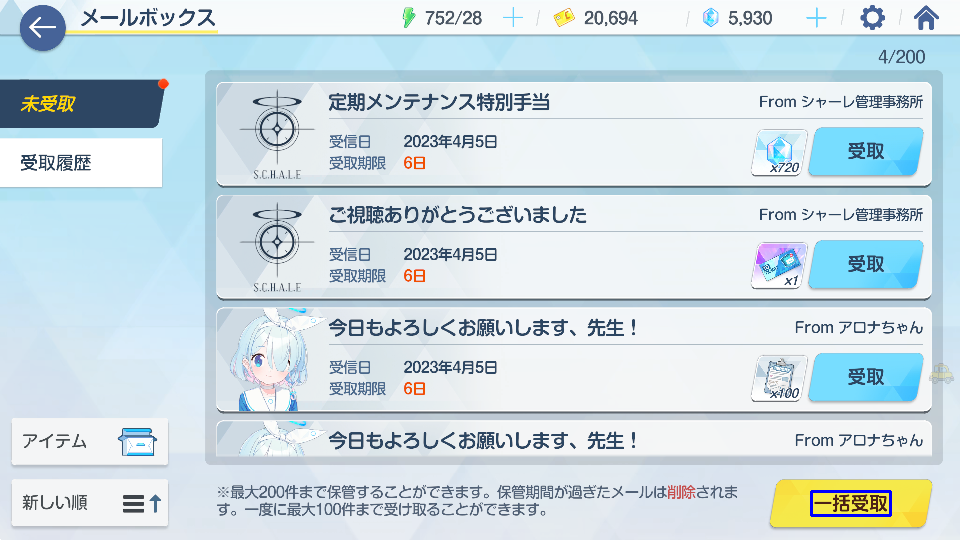 メールボックス
752/28
20,694
5,930
4/200
未受取
受取履歴
定期メンテナンス特別手当
From シャーレ管理事務所
受信日 2023年4月5日
受取期限 6日
x720
受取
S.C.H.A.L.E
ご視聴ありがとうございました
From シャーレ管理事務所
受信日 2023年4月5日
受取期限 6日
x1
受取
S.C.H.A.L.E
今日もよろしくお願いします、先生！
From アロナちゃん
受信日 2023年4月5日
受取期限 6日
x100
受取
今日もよろしくお願いします、先生！
From アロナちゃん
アイテム
新しい順
※最大200件まで保管することができます。保管期間が過ぎたメールは削除されま
す。一度に最大100件まで受け取ることができます。
一括受取